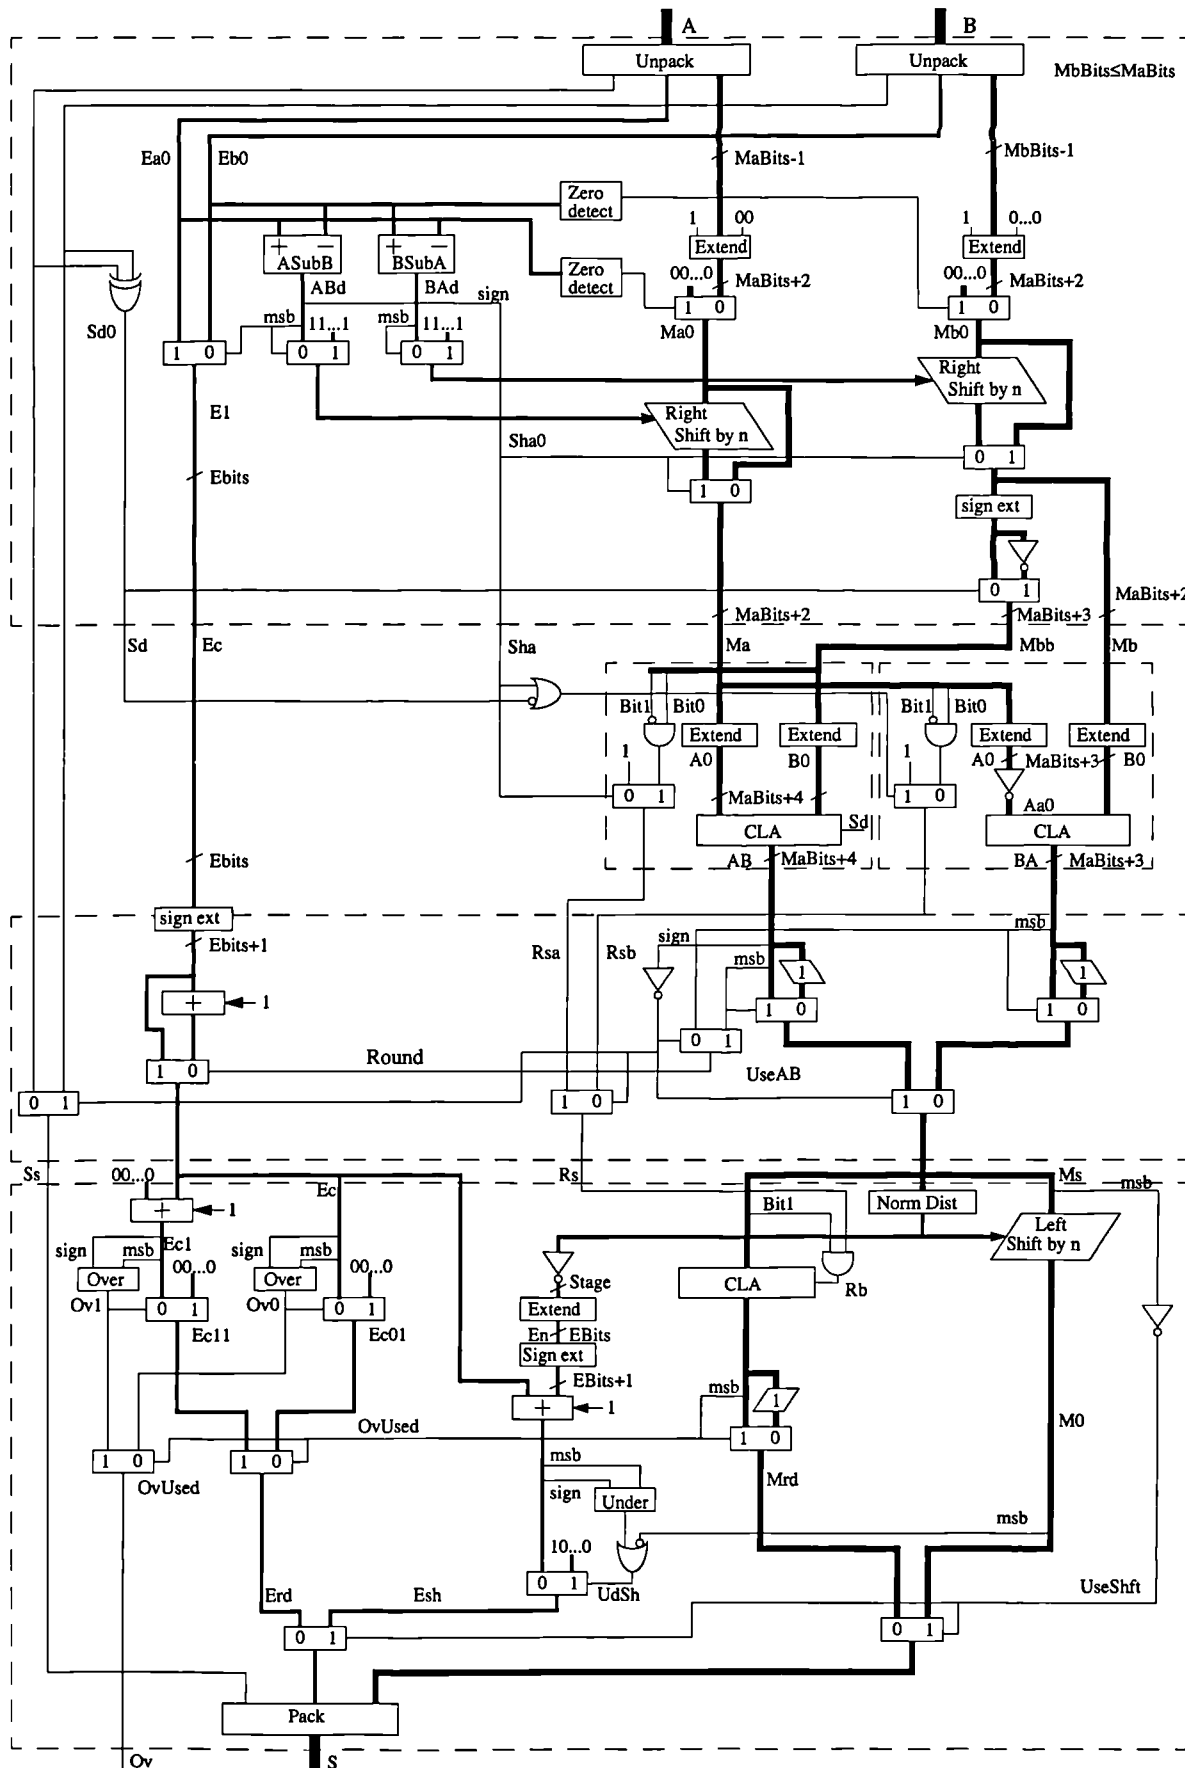 A
B
Unpack
Unpack
MbBits≤MaBits
Ea0
Eb0
MaBits-1
MbBits-1
Zero
detect
1
00
1
0...0
+
−
+
−
Extend
Extend
ASubB
BSubA
Zero
detect
00...0
MaBits+2
00...0
MaBits+2
ABd
BAd
sign
1 0
1 0
Sd0
msb
11...1
msb
11...1
Ma0
Mb0
1 0
0 1
0 1
Right
Shift by n
E1
Right
Shift by n
Sha0
0 1
Ebits
1 0
sign ext
0 1
MaBits+2
MaBits+3
MaBits+2
Sd
Ec
Sha
Ma
Mbb
Mb
Bit1
Bit0
Bit1
Bit0
Extend
Extend
Extend
Extend
1
A0
B0
1
A0
MaBits+3
B0
0 1
MaBits+4
1 0
Aa0
CLA
Sd
CLA
Ebits
AB
MaBits+4
BA
MaBits+3
sign ext
Ebits+1
Rsa
Rsb
sign
msb
msb
1
1
+
1
1 0
1 0
0 1
Round
1 0
UseAB
0 1
1 0
1 0
Ss
00...0
Rs
Ms
Ec
msb
+
1
Bit1
Norm Dist
Left
Shift by n
sign
Ec1
msb
sign
msb
Over
00...0
Over
00...0
Stage
CLA
Rb
Ov1
0 1
Ov0
0 1
Extend
Ec11
Ec01
En
EBits
Sign ext
EBits+1
msb
1
+
1
OvUsed
1 0
M0
1 0
1 0
msb
Mrd
OvUsed
sign
Under
msb
10...0
0 1
UdSh
Erd
Esh
UseShft
0 1
0 1
Pack
Ov
S